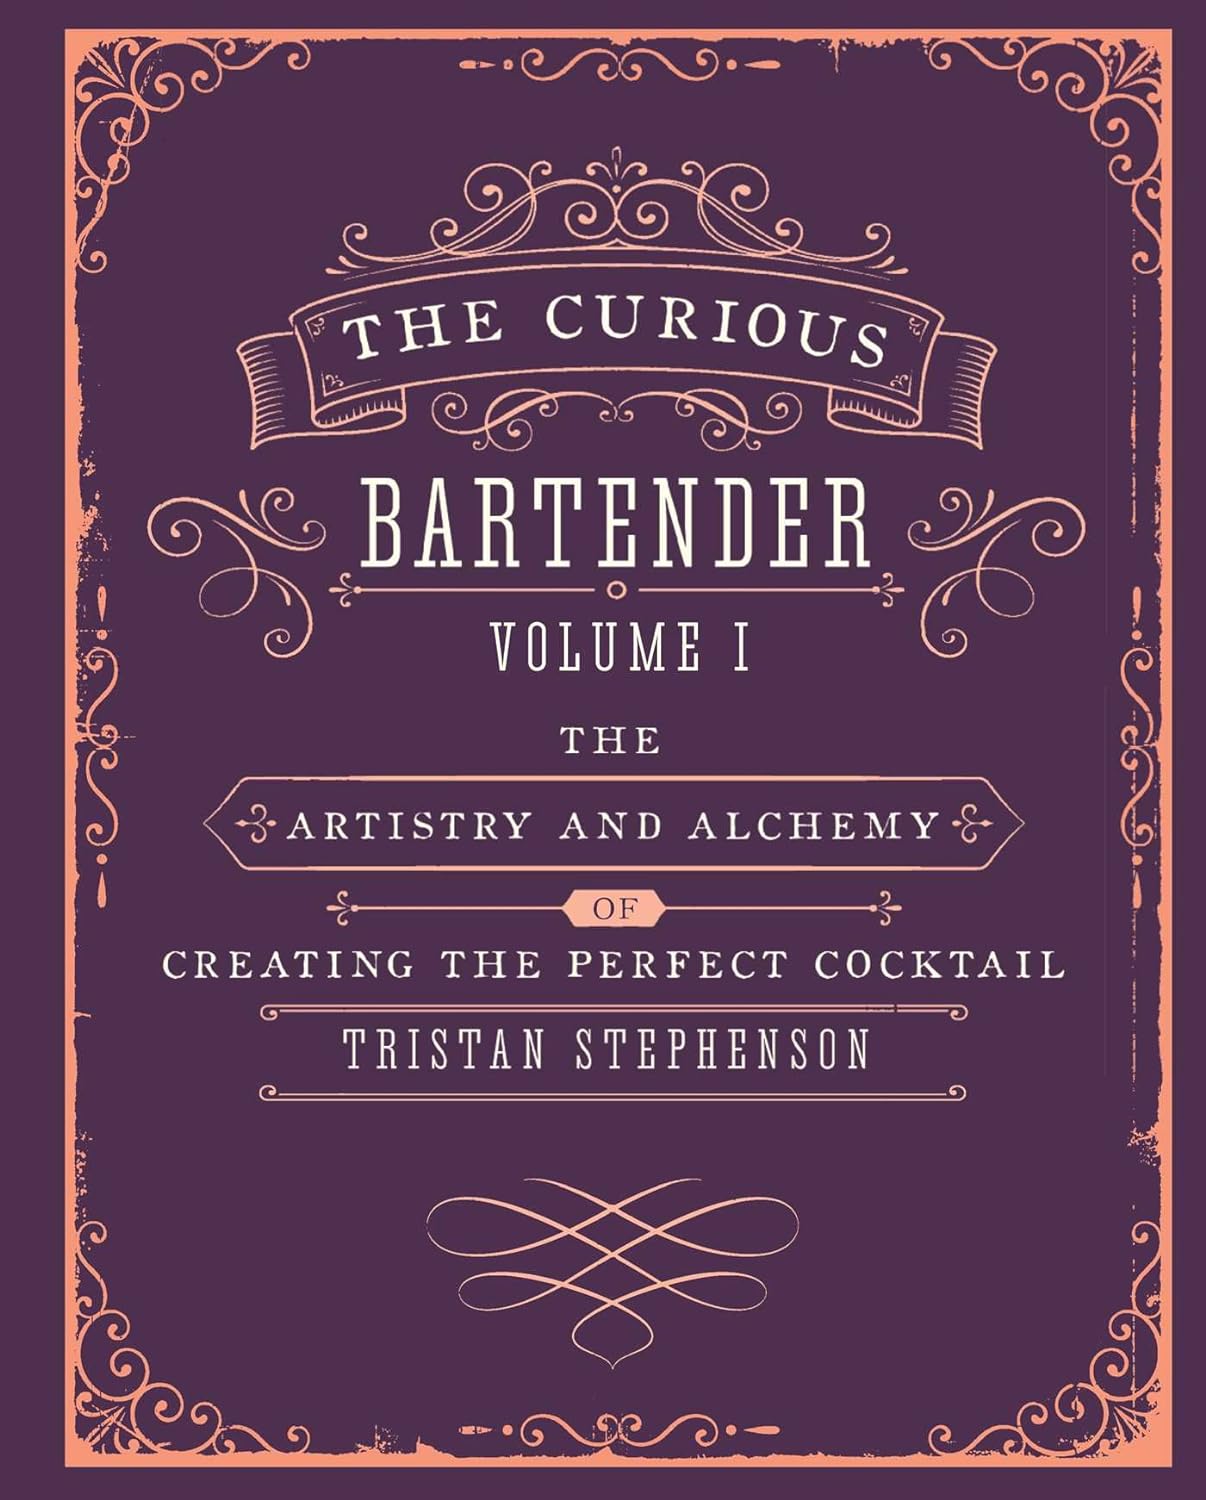 THE CURIOUS
BARTENDER
VOLUME I
THE
ARTISTRY AND ALCHEMY
OF
CREATING THE PERFECT COCKTAIL
TRISTAN STEPHENSON